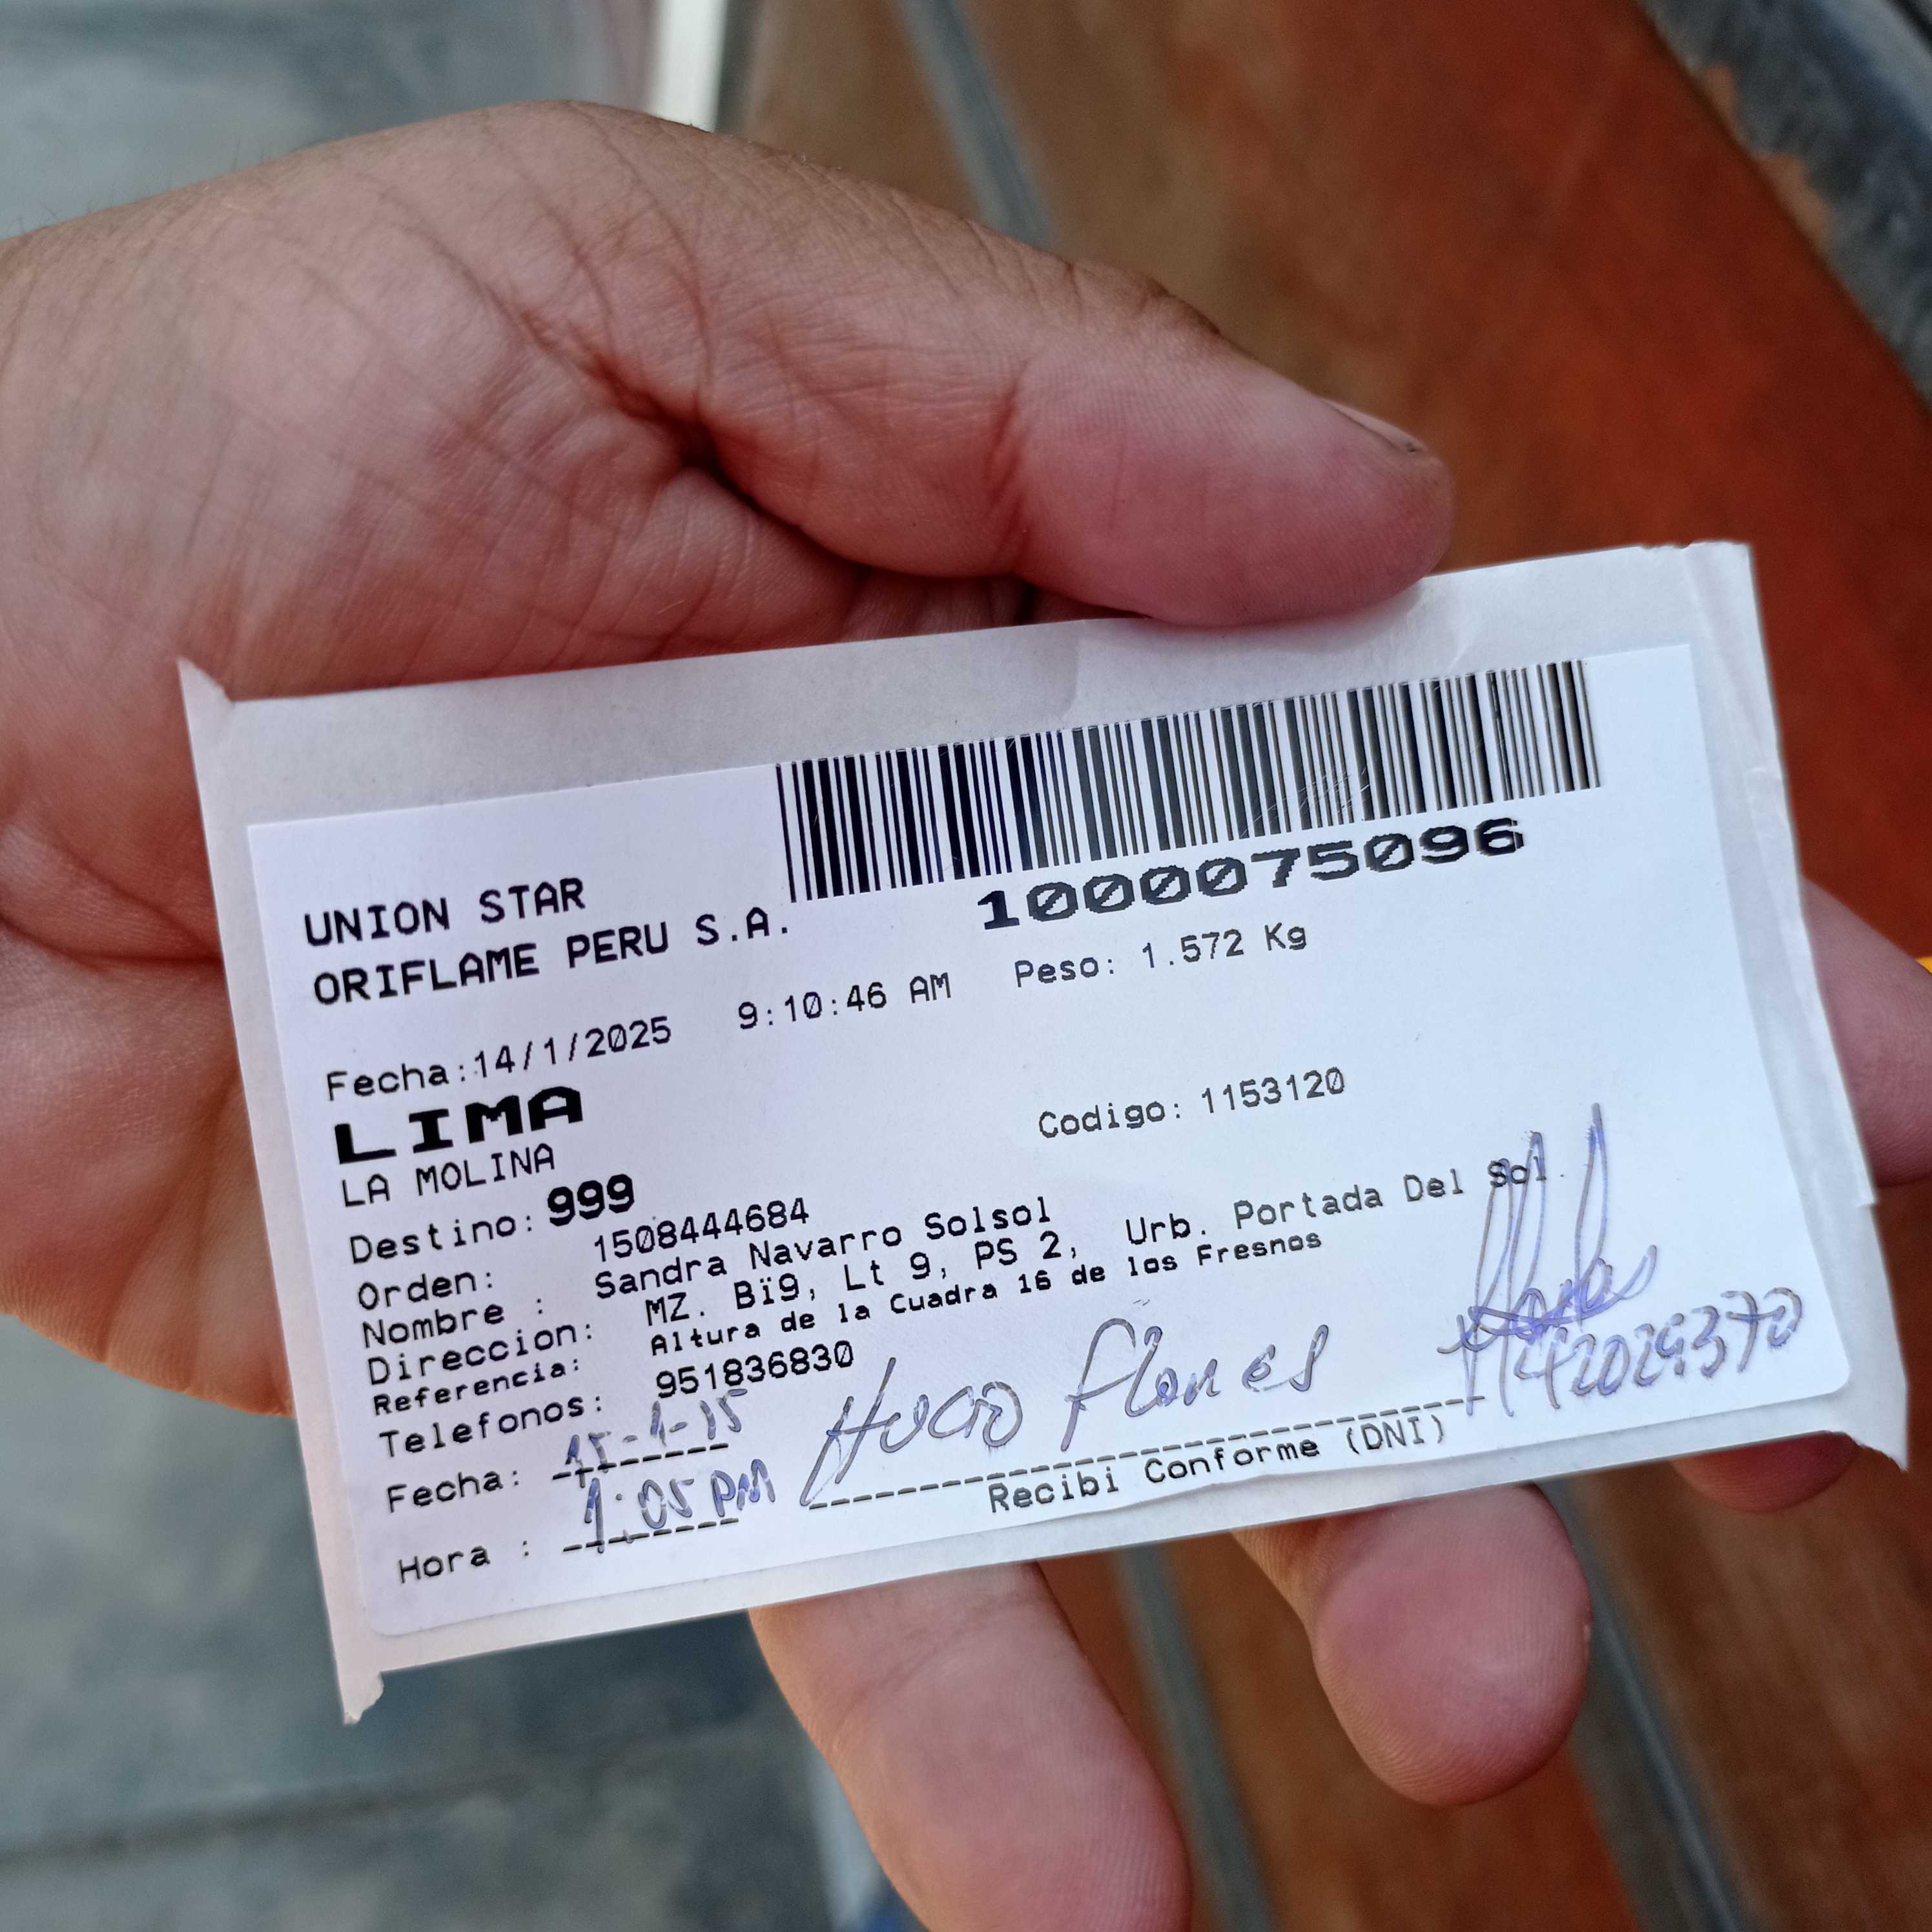 UNION STAR
ORIFLAME PERU S.A.
1000075096
Fecha:14/1/2025 9:10:46 AM Peso: 1.572 Kg
LIMA
LA MOLINA Codigo: 1153120
Destino: 999
Orden: 1508444684
Nombre : Sandra Navarro Solsol
Direccion: MZ. Bï9, Lt 9, PS 2, Urb. Portada Del Sol.
Referencia: Altura de la Cuadra 16 de los Fresnos
Telefonos: 951836830
Fecha: 15-1-15 Hugo Flores 42029370
Hora : 1:05 PM Recibi Conforme (DNI)